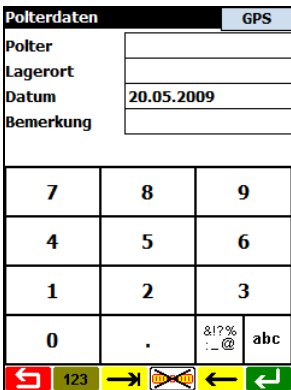 Polterdaten GPS
Polter
Lagerort
Datum 20.05.2009
Bemerkung
7 8 9
4 5 6
1 2 3
0 . &!?% :_@ abc
123